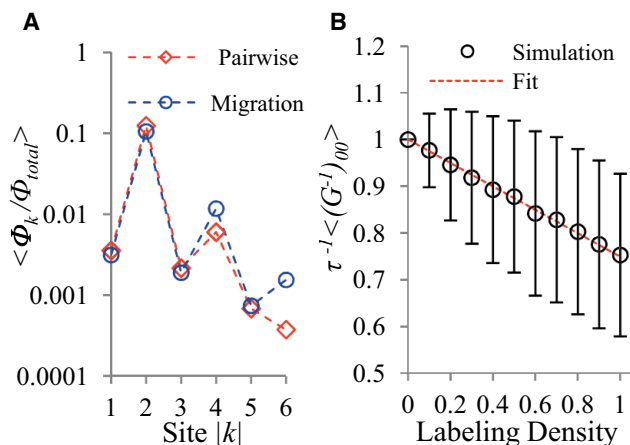 A
<Φk/Φtotal>
1
0.1
0.01
0.001
0.0001
Pairwise
Migration
1 2 3 4 5 6
Site |k|
B
τ⁻¹<(G⁻¹)₀₀>
1.2
1.1
1
0.9
0.8
0.7
0.6
0.5
Simulation
Fit
0 0.2 0.4 0.6 0.8 1
Labeling Density